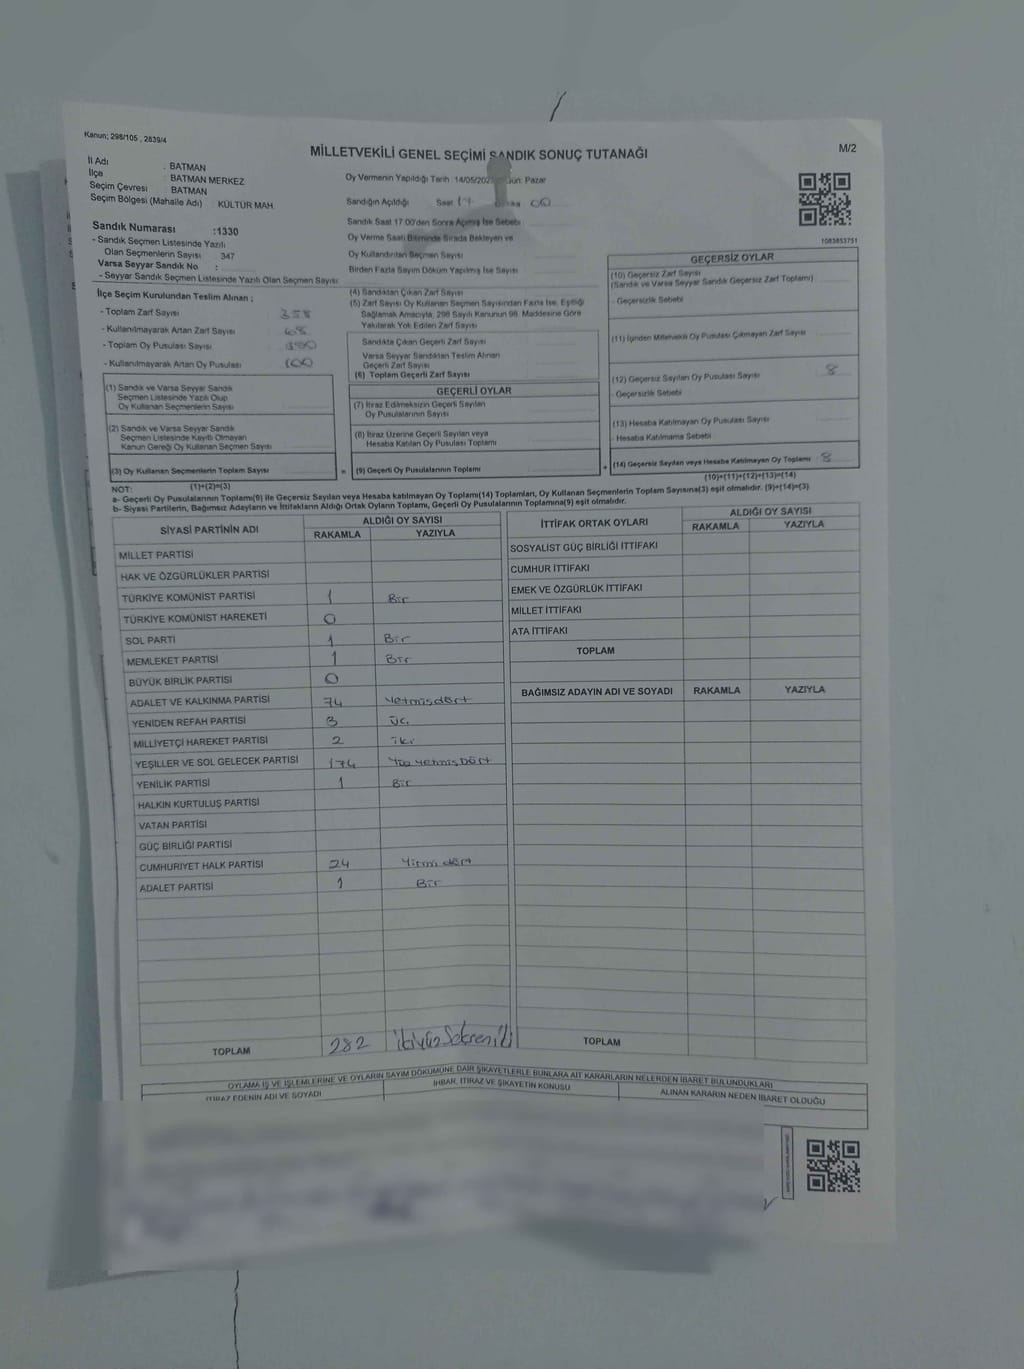 Kanun; 298/105 , 2839/4
MİLLETVEKİLİ GENEL SEÇİMİ SANDIK SONUÇ TUTANAĞI
M/2
İl Adı : BATMAN
İlçe : BATMAN MERKEZ
Seçim Çevresi : BATMAN
Seçim Bölgesi (Mahalle Adı) : KÜLTÜR MAH.
Oy Vermenin Yapıldığı Tarih 14/05/202 Gün: Pazar
Sandığın Açıldığı Saat 17 00
Sandık Saat 17.00'den Sonra Açılmış İse Sebebi
Oy Verme Saati Bitiminde Sırada Bekleyen ve
Oy Kullandırılan Seçmen Sayısı
Birden Fazla Sayım Döküm Yapılmış İse Sayısı
1083853751
Sandık Numarası :1330
- Sandık Seçmen Listesinde Yazılı
Olan Seçmenlerin Sayısı : 347
Varsa Seyyar Sandık No :
- Seyyar Sandık Seçmen Listesinde Yazılı Olan Seçmen Sayısı
İlçe Seçim Kurulundan Teslim Alınan ;
- Toplam Zarf Sayısı 358
- Kullanılmayarak Artan Zarf Sayısı 68
- Toplam Oy Pusulası Sayısı
- Kullanılmayarak Artan Oy Pusulası 100
(1) Sandık ve Varsa Seyyar Sandık
Seçmen Listesinde Yazılı Olup
Oy Kullanan Seçmenlerin Sayısı
(2) Sandık ve Varsa Seyyar Sandık
Seçmen Listesinde Kayıtlı Olmayan
Kanun Gereği Oy Kullanan Seçmen Sayısı
(3) Oy Kullanan Seçmenlerin Toplam Sayısı
(1)+(2)=(3)
(4) Sandıktan Çıkan Zarf Sayısı
(5) Zarf Sayısı Oy Kullanan Seçmen Sayısından Fazla İse, Eşitliği
Sağlamak Amacıyla, 298 Sayılı Kanunun 98. Maddesine Göre
Yakılarak Yok Edilen Zarf Sayısı
Sandıkta Çıkan Geçerli Zarf Sayısı
Varsa Seyyar Sandıktan Teslim Alınan
Geçerli Zarf Sayısı
(6) Toplam Geçerli Zarf Sayısı
GEÇERLİ OYLAR
(7) İtiraz Edilmeksizin Geçerli Sayılan
Oy Pusulalarının Sayısı
(8) İtiraz Üzerine Geçerli Sayılan veya
Hesaba Katılan Oy Pusulası Toplamı
= (9) Geçerli Oy Pusulalarının Toplamı
GEÇERSİZ OYLAR
(10) Geçersiz Zarf Sayısı
(Sandık ve Varsa Seyyar Sandık Geçersiz Zarf Toplamı)
- Geçersizlik Sebebi
(11) İçinden Milletvekili Oy Pusulası Çıkmayan Zarf Sayısı
(12) Geçersiz Sayılan Oy Pusulası Sayısı 8
- Geçersizlik Sebebi
(13) Hesaba Katılmayan Oy Pusulası Sayısı
- Hesaba Katılmama Sebebi
+ (14) Geçersiz Sayılan veya Hesaba Katılmayan Oy Toplamı 8
(10)+(11)+(12)+(13)=(14)
NOT:
a- Geçerli Oy Pusulalarının Toplamı(9) ile Geçersiz Sayılan veya Hesaba katılmayan Oy Toplamı(14) Toplamları, Oy Kullanan Seçmenlerin Toplam Sayısına(3) eşit olmalıdır. (9)+(14)=(3)
b- Siyasi Partilerin, Bağımsız Adayların ve İttifakların Aldığı Ortak Oyların Toplamı, Geçerli Oy Pusulalarının Toplamına(9) eşit olmalıdır.
SİYASİ PARTİNİN ADI ALDIĞI OY SAYISI
RAKAMLA YAZIYLA
MİLLET PARTİSİ
HAK VE ÖZGÜRLÜKLER PARTİSİ
TÜRKİYE KOMÜNİST PARTİSİ 1 Bir
TÜRKİYE KOMÜNİST HAREKETİ 0
SOL PARTİ 1 Bir
MEMLEKET PARTİSİ 1 Bir
BÜYÜK BİRLİK PARTİSİ 0
ADALET VE KALKINMA PARTİSİ 74 Yetmişdört
YENİDEN REFAH PARTİSİ 3 üç
MİLLİYETÇİ HAREKET PARTİSİ 2 iki
YEŞİLLER VE SOL GELECEK PARTİSİ 174 Yüz yetmiş Dört
YENİLİK PARTİSİ 1 Bir
HALKIN KURTULUŞ PARTİSİ
VATAN PARTİSİ
GÜÇ BİRLİĞİ PARTİSİ
CUMHURİYET HALK PARTİSİ 24 Yirmi dört
ADALET PARTİSİ 1 Bir
TOPLAM 282 ikiyüz Seksen iki
İTTİFAK ORTAK OYLARI ALDIĞI OY SAYISI
RAKAMLA YAZIYLA
SOSYALİST GÜÇ BİRLİĞİ İTTİFAKI
CUMHUR İTTİFAKI
EMEK VE ÖZGÜRLÜK İTTİFAKI
MİLLET İTTİFAKI
ATA İTTİFAKI
TOPLAM
BAĞIMSIZ ADAYIN ADI VE SOYADI RAKAMLA YAZIYLA
TOPLAM
OYLAMA İŞ VE İŞLEMLERİNE VE OYLARIN SAYIM DÖKÜMÜNE DAİR ŞİKAYETLERLE BUNLARA AİT KARARLARIN NELERDEN İBARET BULUNDUKLARI
İTİRAZ EDENİN ADI VE SOYADI İHBAR, İTİRAZ VE ŞİKAYETİN KONUSU ALINAN KARARIN NEDEN İBARET OLDUĞU